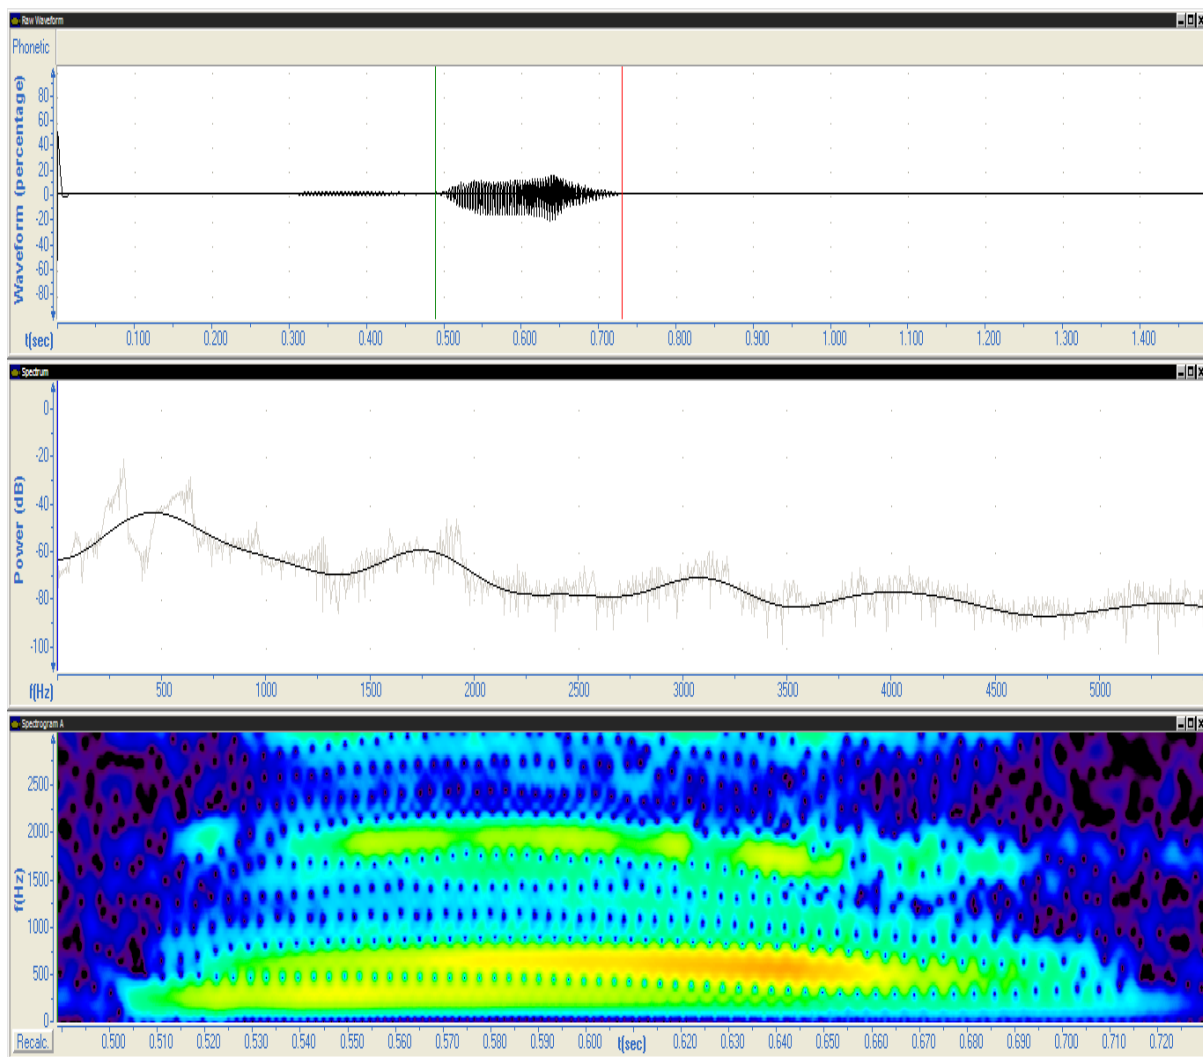 Raw Waveform
Phonetic
Waveform (percentage)
80
60
40
20
0
-20
-40
-60
-80
t(sec)
0.100 0.200 0.300 0.400 0.500 0.600 0.700 0.800 0.900 1.000 1.100 1.200 1.300 1.400
Spectrum
Power (dB)
0
-20
-40
-60
-80
-100
f(Hz)
500 1000 1500 2000 2500 3000 3500 4000 4500 5000
Spectrogram A
f(Hz)
2500
2000
1500
1000
500
0
Recalc.
0.500 0.510 0.520 0.530 0.540 0.550 0.560 0.570 0.580 0.590 0.600 t(sec) 0.620 0.630 0.640 0.650 0.660 0.670 0.680 0.690 0.700 0.710 0.720